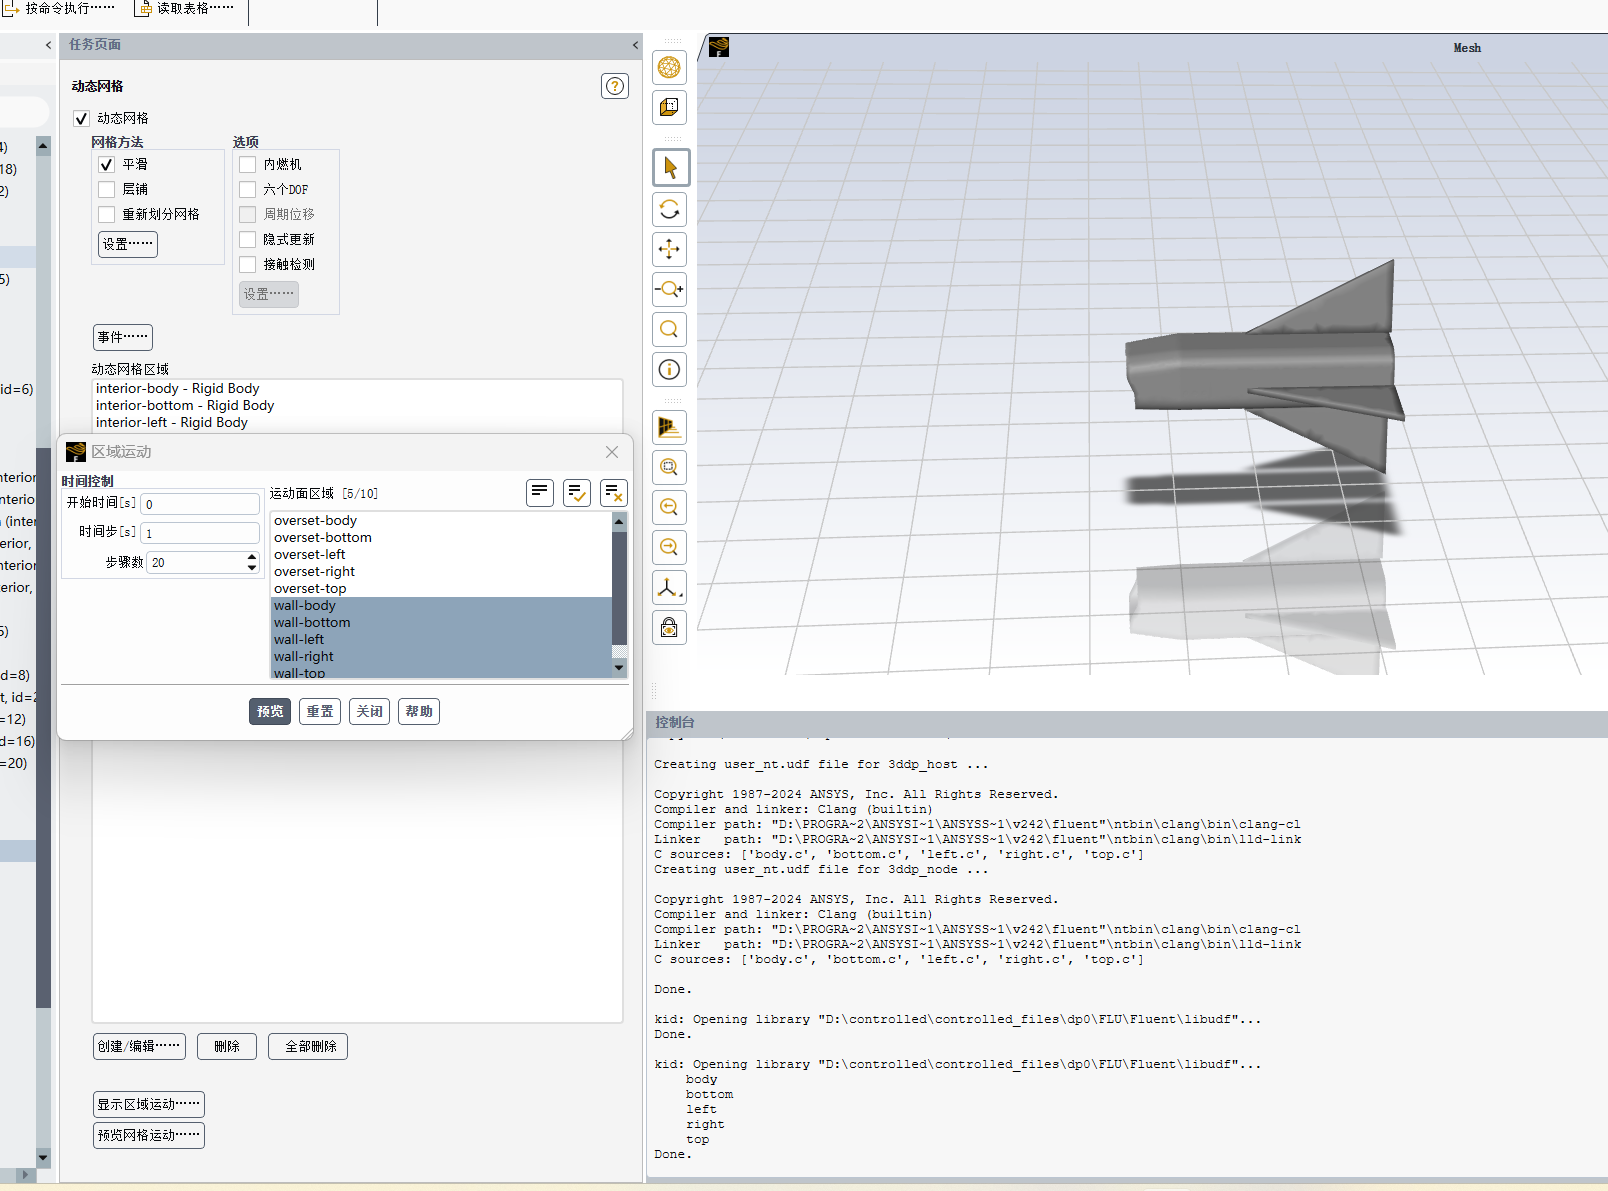 按命令执行······
读取表格······
任务页面
Mesh
动态网格
动态网格
网格方法
选项
平滑
内燃机
层铺
六个DOF
重新划分网格
周期位移
设置······
隐式更新
接触检测
设置······
事件······
动态网格区域
interior-body - Rigid Body
interior-bottom - Rigid Body
interior-left - Rigid Body
4)
18)
2)
5)
id=6)
nterior
nterio
(inter
erior,
nterior
erior,
5)
d=8)
t, id=2
=12)
d=16)
=20)
区域运动
时间控制
开始时间[s] 0
时间步[s] 1
步骤数 20
运动面区域 [5/10]
overset-body
overset-bottom
overset-left
overset-right
overset-top
wall-body
wall-bottom
wall-left
wall-right
wall-top
预览
重置
关闭
帮助
创建/编辑······
删除
全部删除
显示区域运动······
预览网格运动······
控制台
Creating user_nt.udf file for 3ddp_host ...
Copyright 1987-2024 ANSYS, Inc. All Rights Reserved.
Compiler and linker: Clang (builtin)
Compiler path: "D:\PROGRA~2\ANSYSI~1\ANSYSS~1\v242\fluent"\ntbin\clang\bin\clang-cl
Linker   path: "D:\PROGRA~2\ANSYSI~1\ANSYSS~1\v242\fluent"\ntbin\clang\bin\lld-link
C sources: ['body.c', 'bottom.c', 'left.c', 'right.c', 'top.c']
Creating user_nt.udf file for 3ddp_node ...
Copyright 1987-2024 ANSYS, Inc. All Rights Reserved.
Compiler and linker: Clang (builtin)
Compiler path: "D:\PROGRA~2\ANSYSI~1\ANSYSS~1\v242\fluent"\ntbin\clang\bin\clang-cl
Linker   path: "D:\PROGRA~2\ANSYSI~1\ANSYSS~1\v242\fluent"\ntbin\clang\bin\lld-link
C sources: ['body.c', 'bottom.c', 'left.c', 'right.c', 'top.c']
Done.
kid: Opening library "D:\controlled\controlled_files\dp0\FLU\Fluent\libudf"...
Done.
kid: Opening library "D:\controlled\controlled_files\dp0\FLU\Fluent\libudf"...
body
bottom
left
right
top
Done.